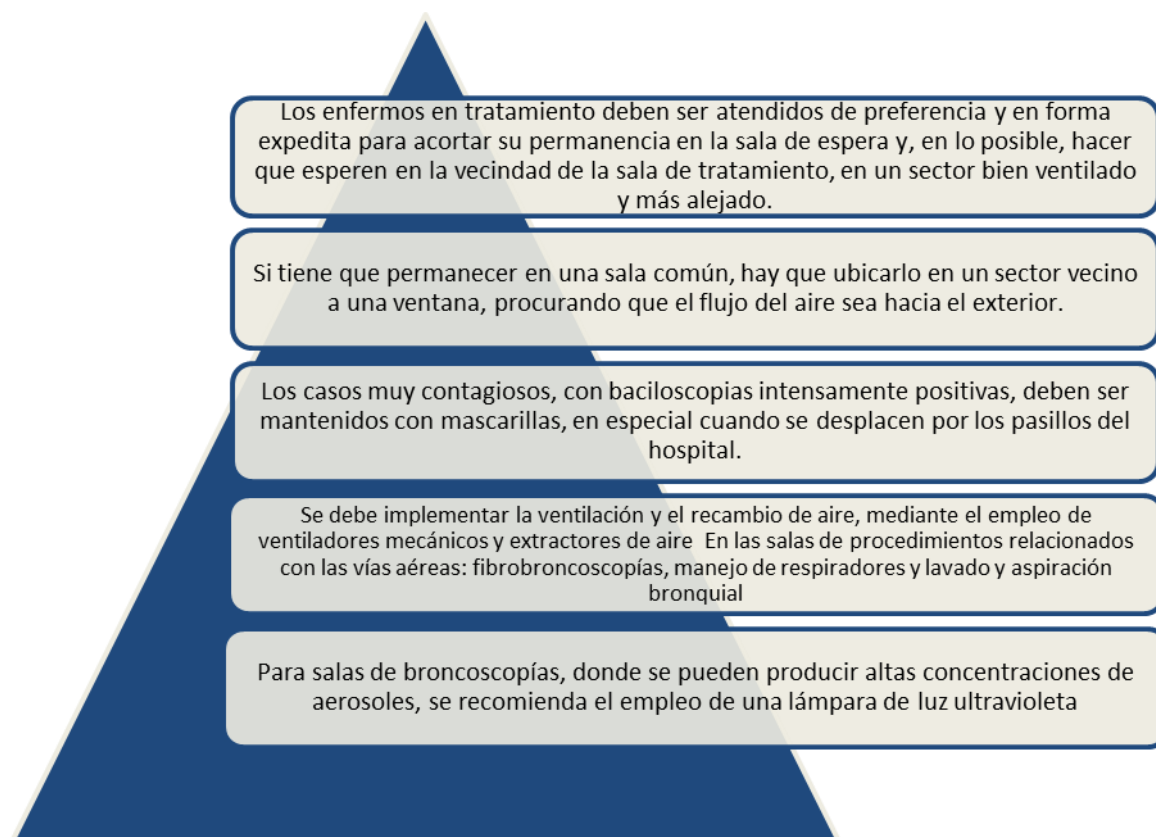 Los enfermos en tratamiento deben ser atendidos de preferencia y en forma
expedita para acortar su permanencia en la sala de espera y, en lo posible, hacer
que esperen en la vecindad de la sala de tratamiento, en un sector bien ventilado
y más alejado.
Si tiene que permanecer en una sala común, hay que ubicarlo en un sector vecino
a una ventana, procurando que el flujo del aire sea hacia el exterior.
Los casos muy contagiosos, con baciloscopias intensamente positivas, deben ser
mantenidos con mascarillas, en especial cuando se desplacen por los pasillos del
hospital.
Se debe implementar la ventilación y el recambio de aire, mediante el empleo de
ventiladores mecánicos y extractores de aire  En las salas de procedimientos relacionados
con las vías aéreas: fibrobroncoscopías, manejo de respiradores y lavado y aspiración
bronquial
Para salas de broncoscopías, donde se pueden producir altas concentraciones de
aerosoles, se recomienda el empleo de una lámpara de luz ultravioleta